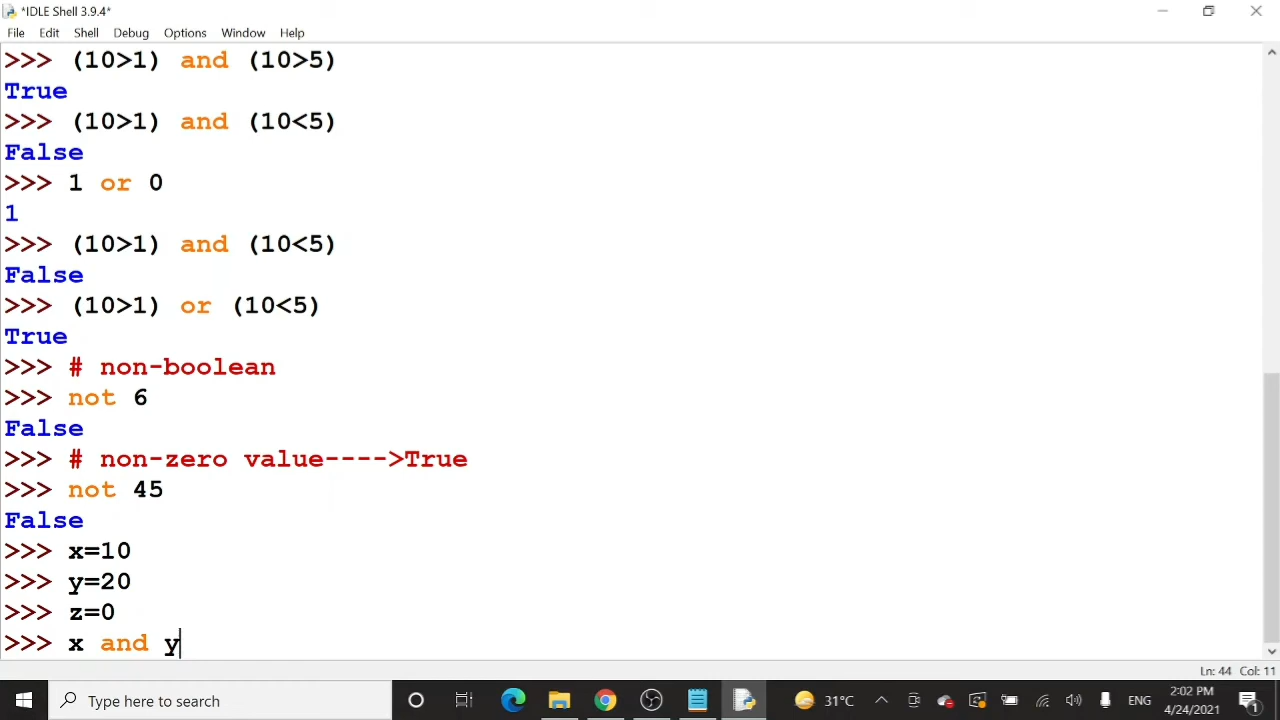 *IDLE Shell 3.9.4*
File Edit Shell Debug Options Window Help
>>> (10>1) and (10>5)
True
>>> (10>1) and (10<5)
False
>>> 1 or 0
1
>>> (10>1) and (10<5)
False
>>> (10>1) or (10<5)
True
>>> # non-boolean
>>> not 6
False
>>> # non-zero value---->True
>>> not 45
False
>>> x=10
>>> y=20
>>> z=0
>>> x and y
Ln: 44 Col: 11
Type here to search
31°C
ENG
2:02 PM
4/24/2021
1